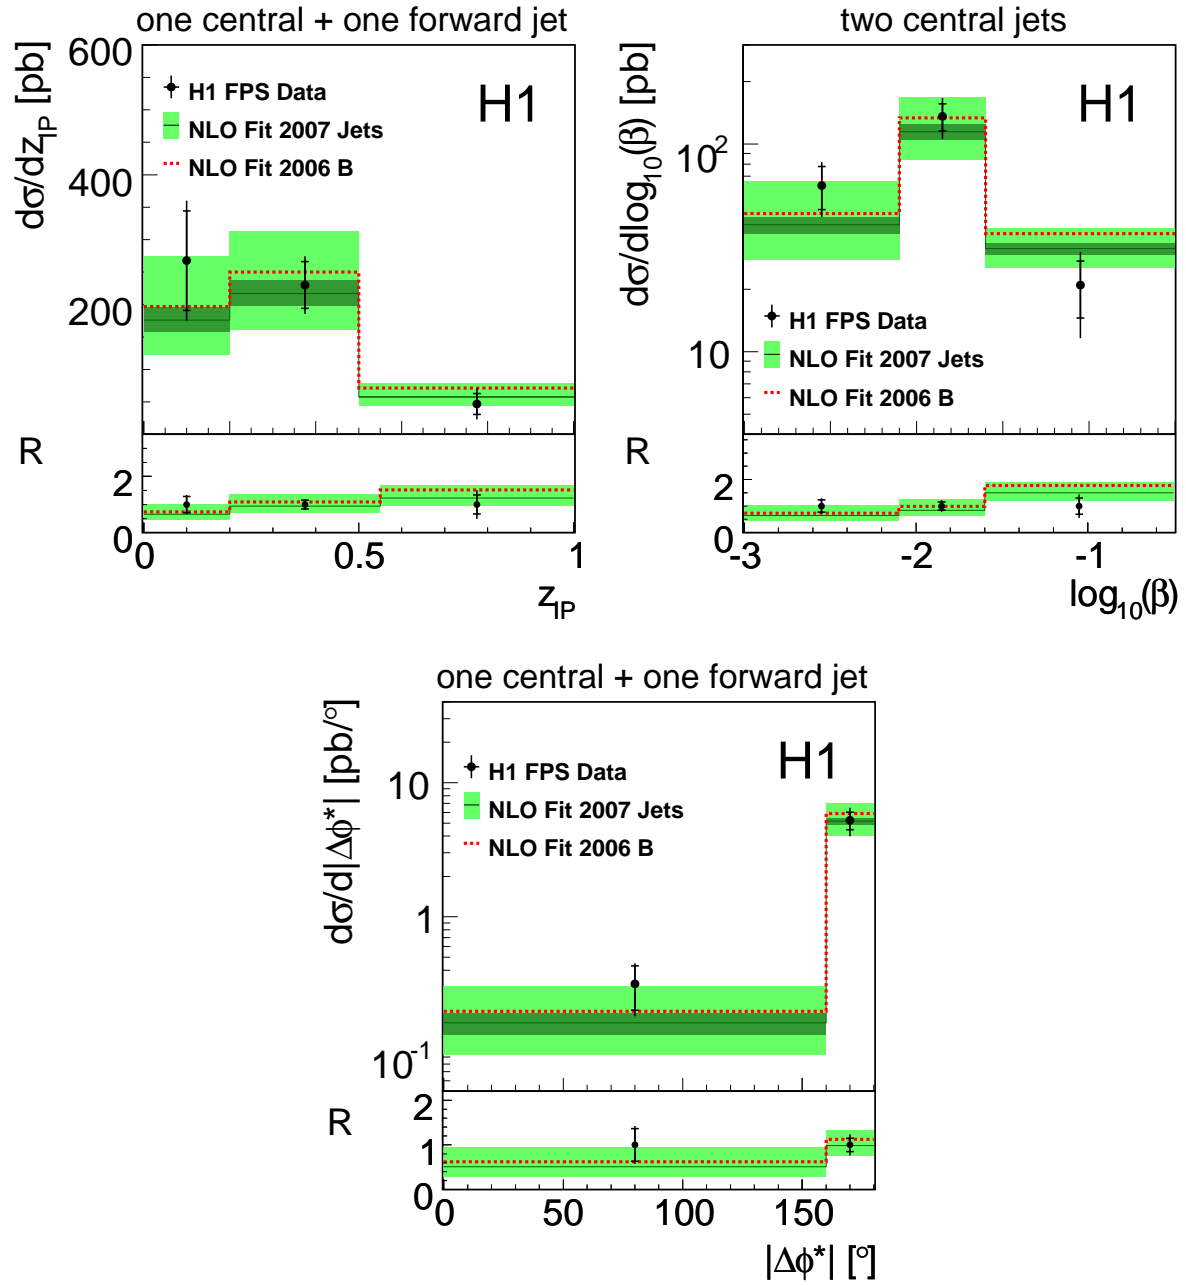 one central + one forward jet
dσ/dz_IP [pb]
600
400
200
H1
H1 FPS Data
NLO Fit 2007 Jets
NLO Fit 2006 B
R
2
0
0
0.5
1
z_IP
two central jets
dσ/dlog₁₀(β) [pb]
10²
10
H1
H1 FPS Data
NLO Fit 2007 Jets
NLO Fit 2006 B
R
2
0
-3
-2
-1
log₁₀(β)
one central + one forward jet
dσ/d|Δϕ*| [pb/°]
10
1
10⁻¹
H1
H1 FPS Data
NLO Fit 2007 Jets
NLO Fit 2006 B
R
2
1
0
0
50
100
150
|Δϕ*| [°]